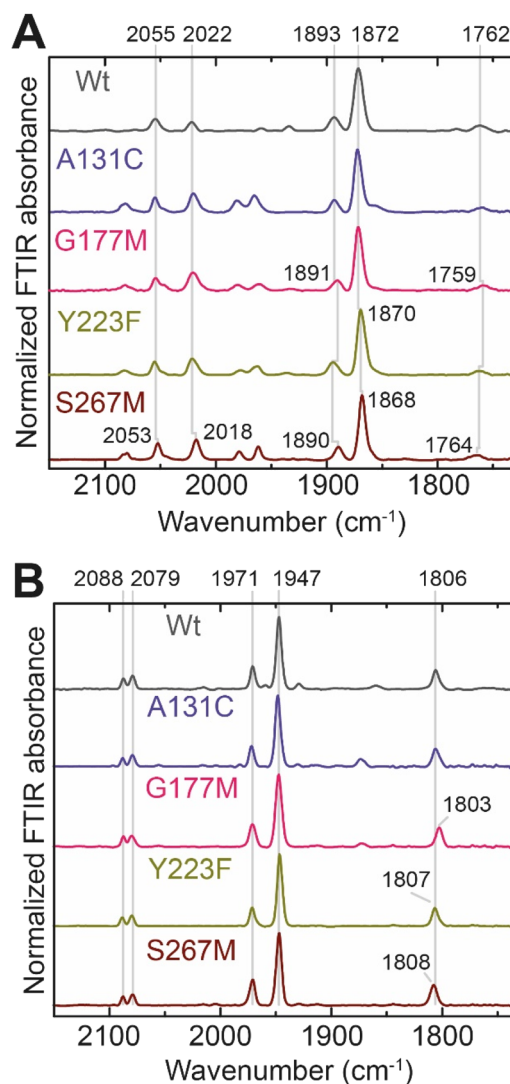 A
2055 2022 1893 1872 1762
Wt
A131C
G177M
1891 1759
Y223F
1870
S267M
1868
2053 2018 1890 1764
2100 2000 1900 1800
Wavenumber (cm⁻¹)
Normalized FTIR absorbance
B
2088 2079 1971 1947 1806
Wt
A131C
G177M
1803
Y223F
1807
S267M
1808
2100 2000 1900 1800
Wavenumber (cm⁻¹)
Normalized FTIR absorbance